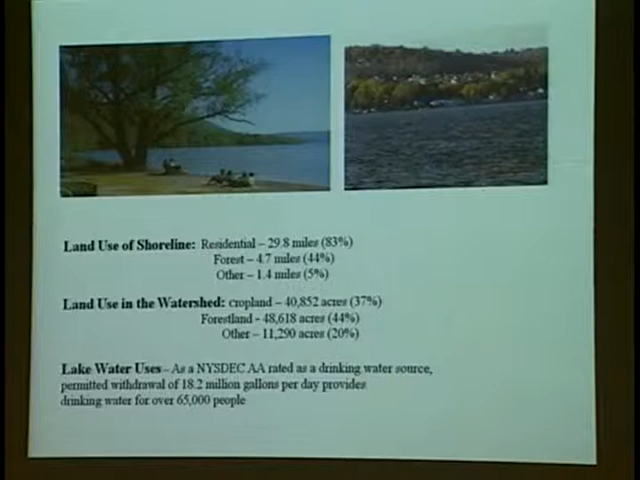 Land Use of Shoreline: Residential – 29.8 miles (83%)
Forest – 4.7 miles (44%)
Other – 1.4 miles (5%)
Land Use in the Watershed: cropland – 40,852 acres (37%)
Forestland - 48,618 acres (44%)
Other – 11,290 acres (20%)
Lake Water Uses – As a NYSDEC AA rated as a drinking water source,
permitted withdrawal of 18.2 million gallons per day provides
drinking water for over 65,000 people